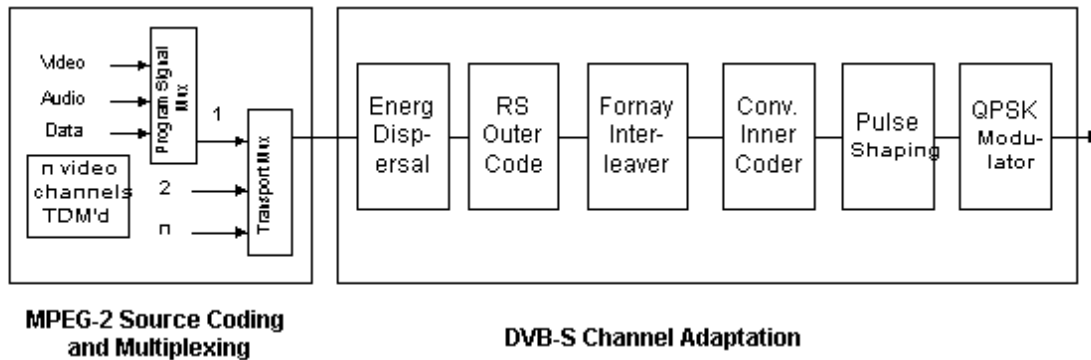 Video
Audio
Data
Program Signal
Mux
1
n video
channels
TDM'd
2
n
Transport Mux
Energ
Disp-
ersal
RS
Outer
Code
Fornay
Inter-
leaver
Conv.
Inner
Coder
Pulse
Shaping
QPSK
Modu-
lator
MPEG-2 Source Coding
and Multiplexing
DVB-S Channel Adaptation